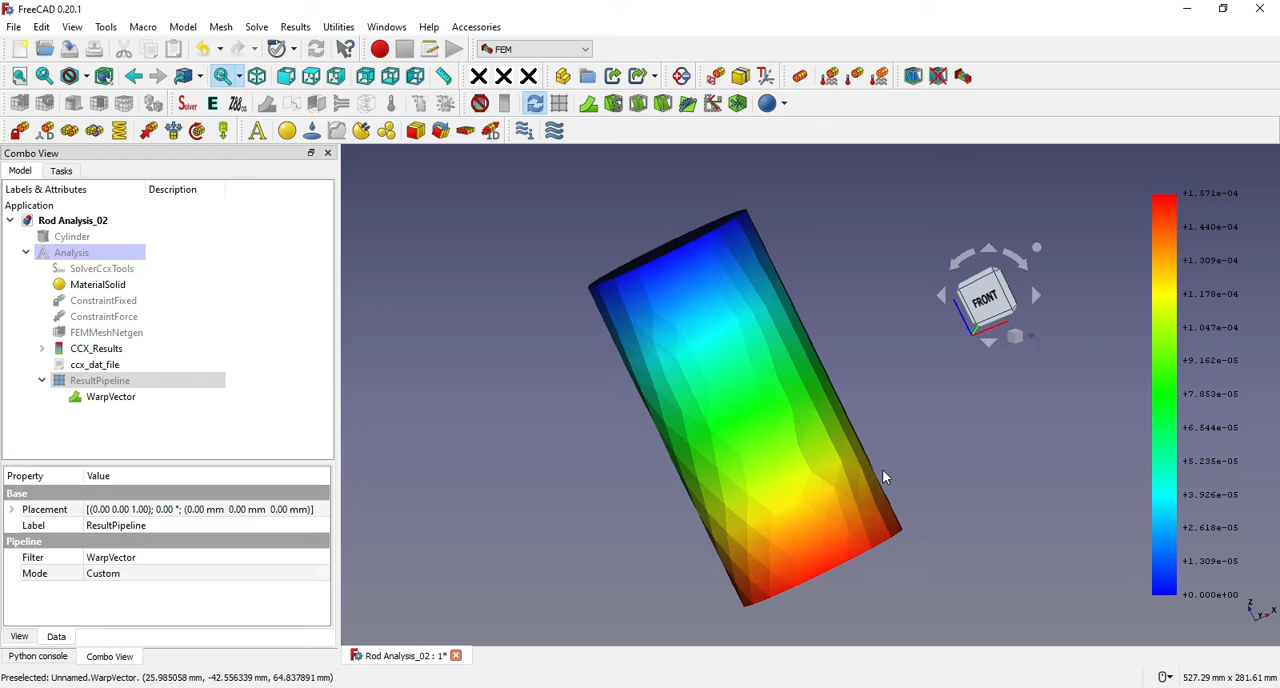 FreeCAD 0.20.1
File Edit View Tools Macro Model Mesh Solve Results Utilities Windows Help Accessories
FEM
Solver E Z88
Combo View
Model Tasks
Labels & Attributes Description
Application
Rod Analysis_02
Cylinder
Analysis
SolverCcxTools
MaterialSolid
ConstraintFixed
ConstraintForce
FEMMeshNetgen
CCX_Results
ccx_dat_file
ResultPipeline
WarpVector
Property Value
Base
Placement [(0.00 0.00 1.00); 0.00 °; (0.00 mm 0.00 mm 0.00 mm)]
Label ResultPipeline
Pipeline
Filter WarpVector
Mode Custom
View Data
Python console Combo View
FRONT
+1.571e-04
+1.440e-04
+1.309e-04
+1.178e-04
+1.047e-04
+9.162e-05
+7.853e-05
+6.544e-05
+5.235e-05
+3.926e-05
+2.618e-05
+1.309e-05
+0.000e+00
Z
Y X
Rod Analysis_02 : 1*
Preselected: Unnamed.WarpVector. (25.985058 mm, -42.556339 mm, 64.837891 mm)
527.29 mm x 281.61 mm